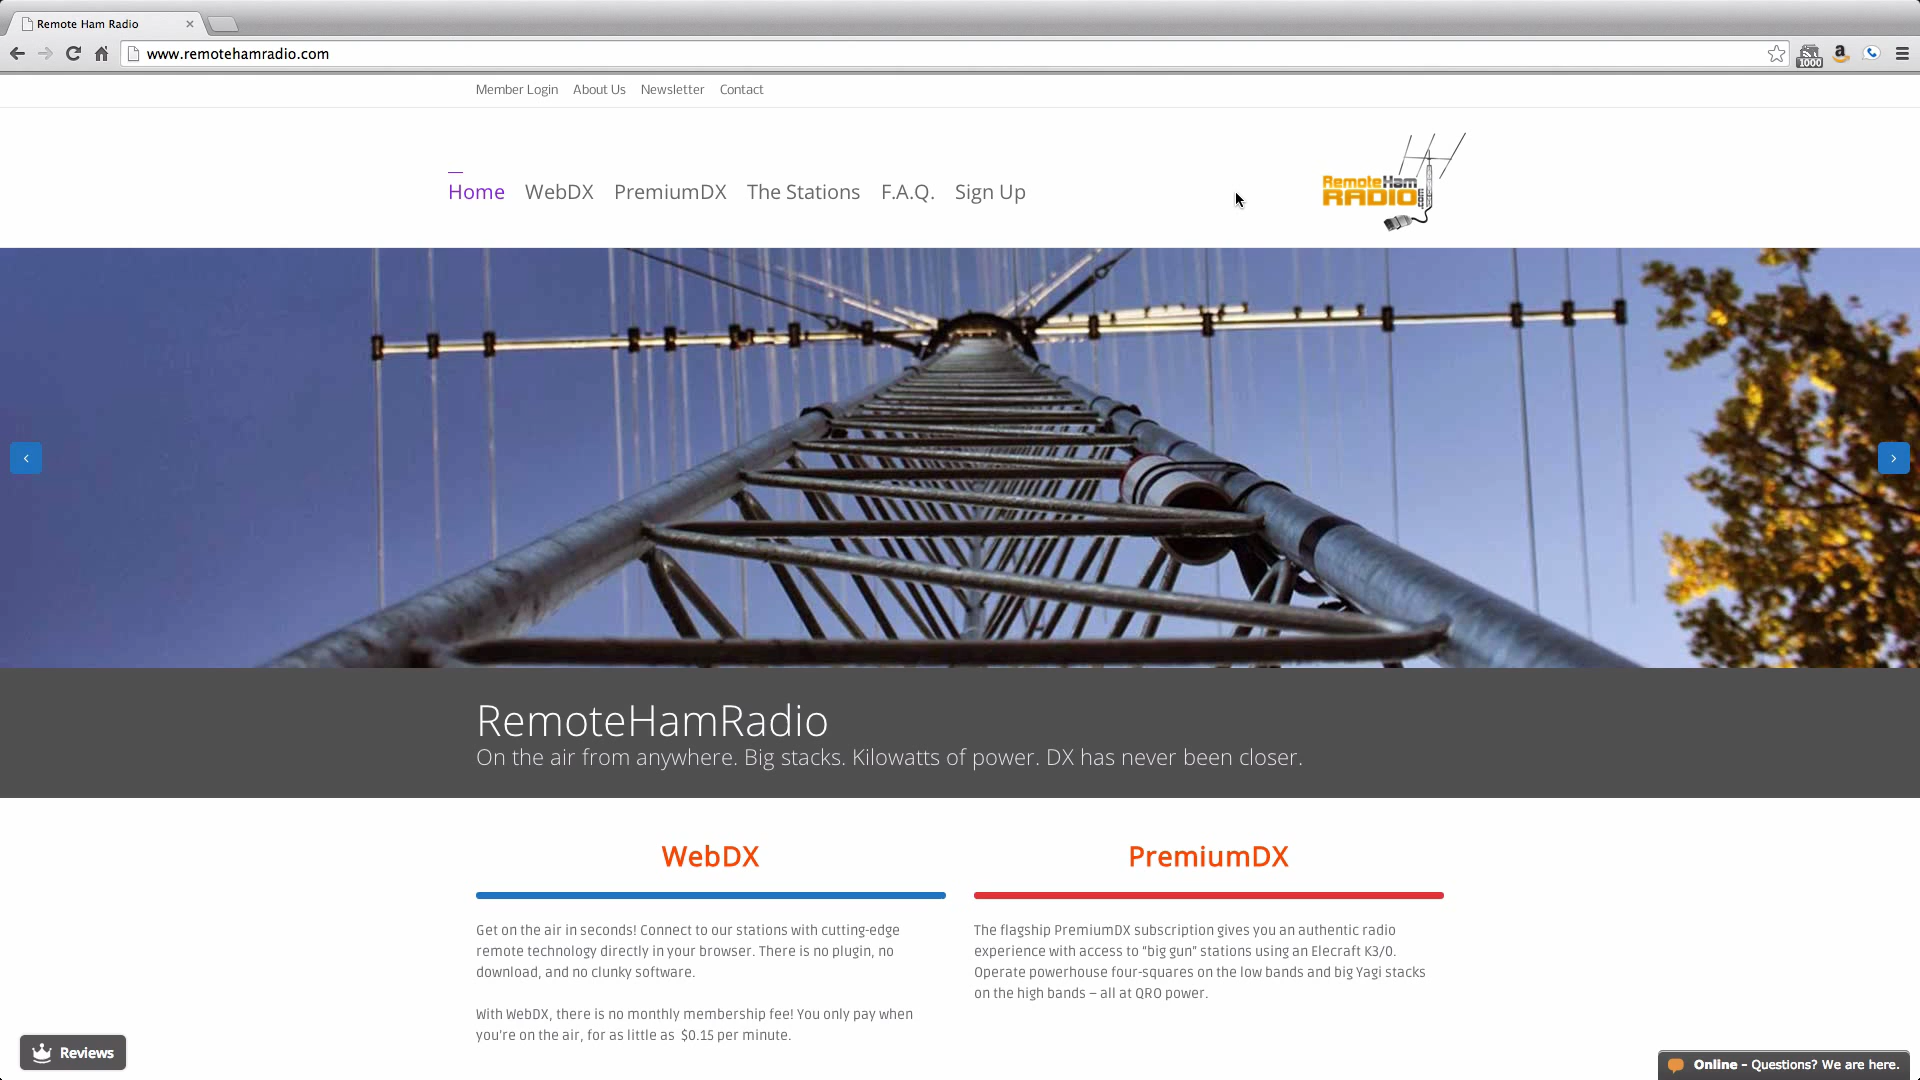 Remote Ham Radio
www.remotehamradio.com
1000
Member Login About Us Newsletter Contact
Home WebDX PremiumDX The Stations F.A.Q. Sign Up
RemoteHam
RADIO.com
RemoteHamRadio
On the air from anywhere. Big stacks. Kilowatts of power. DX has never been closer.
WebDX
Get on the air in seconds! Connect to our stations with cutting-edge
remote technology directly in your browser. There is no plugin, no
download, and no clunky software.
With WebDX, there is no monthly membership fee! You only pay when
you're on the air, for as little as $0.15 per minute.
PremiumDX
The flagship PremiumDX subscription gives you an authentic radio
experience with access to "big gun" stations using an Elecraft K3/0.
Operate powerhouse four-squares on the low bands and big Yagi stacks
on the high bands – all at QRO power.
Reviews
Online - Questions? We are here.